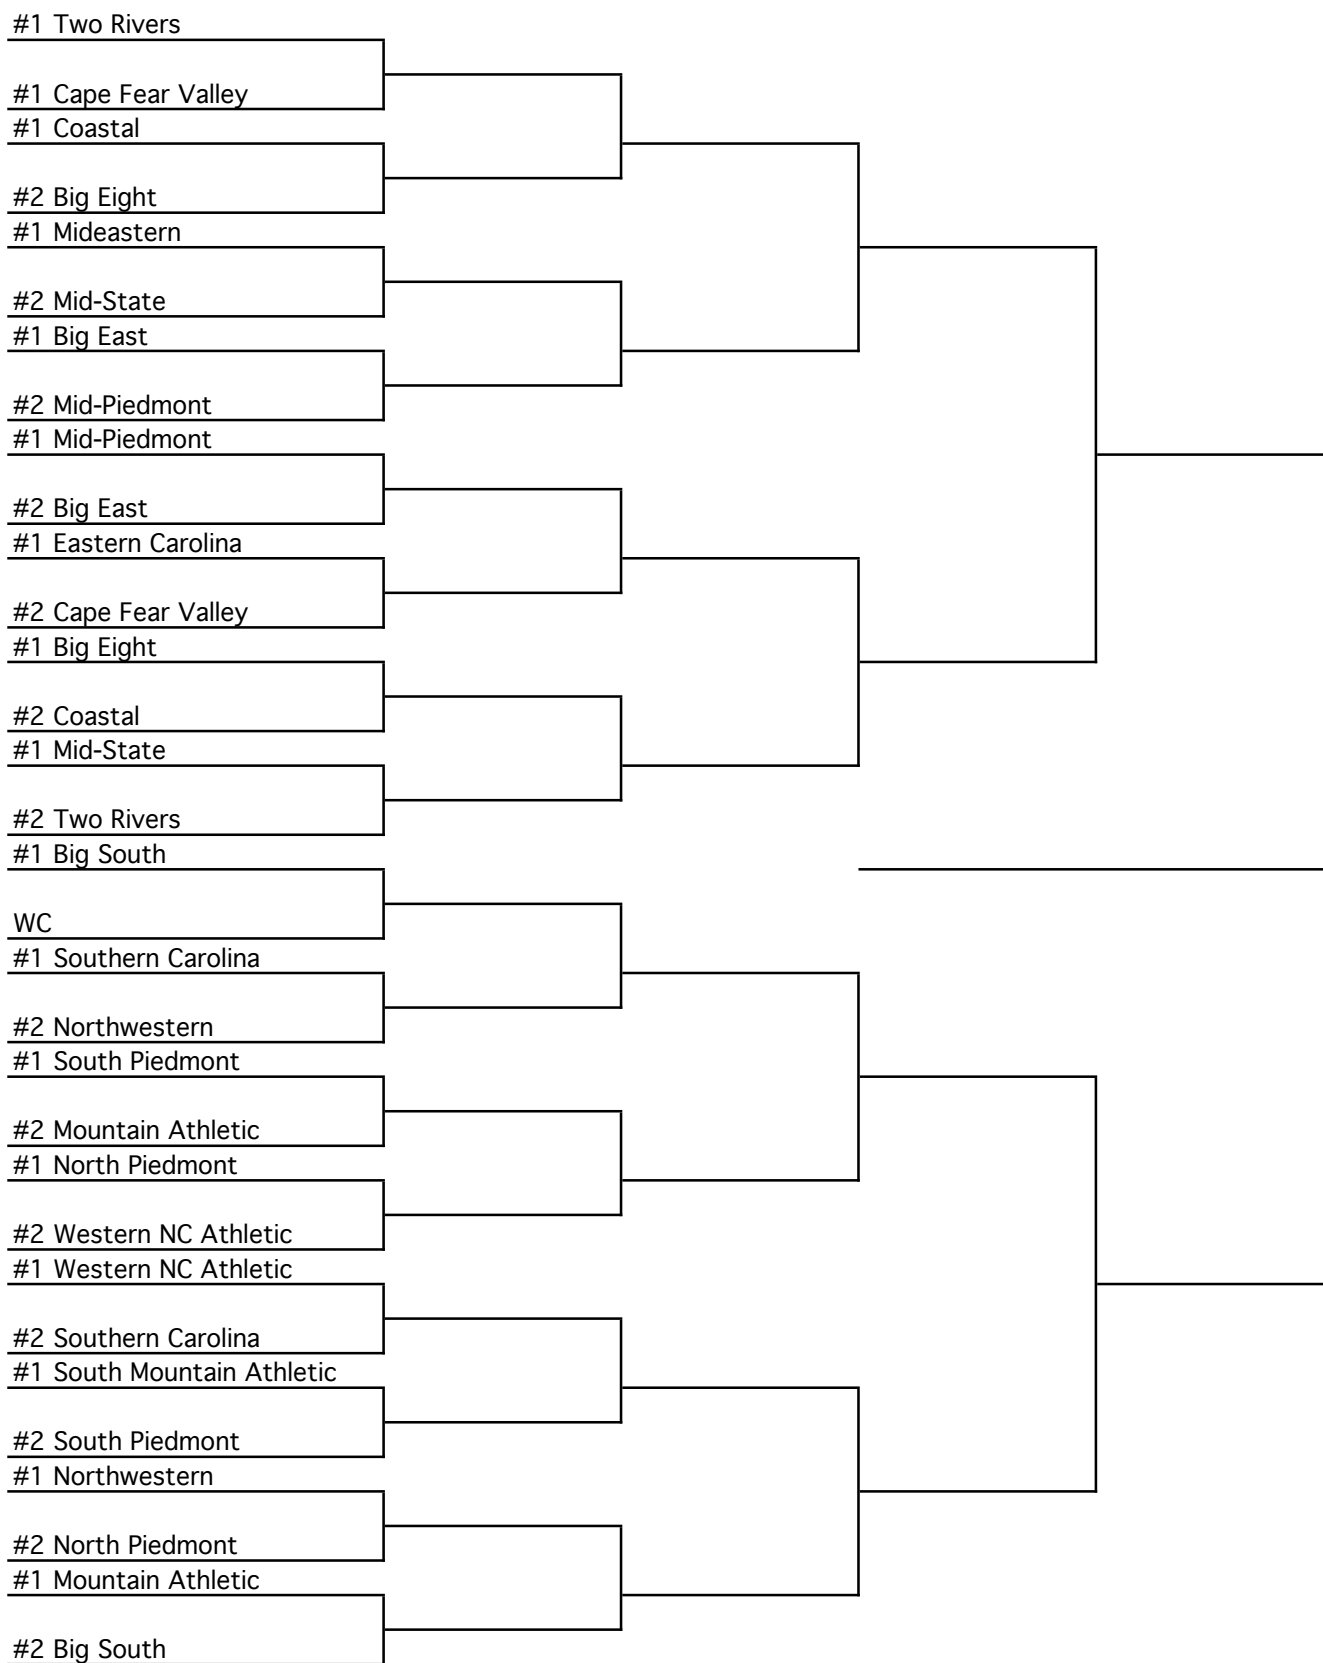 #1 Two Rivers
#1 Cape Fear Valley
#1 Coastal
#2 Big Eight
#1 Mideastern
#2 Mid-State
#1 Big East
#2 Mid-Piedmont
#1 Mid-Piedmont
#2 Big East
#1 Eastern Carolina
#2 Cape Fear Valley
#1 Big Eight
#2 Coastal
#1 Mid-State
#2 Two Rivers
#1 Big South
WC
#1 Southern Carolina
#2 Northwestern
#1 South Piedmont
#2 Mountain Athletic
#1 North Piedmont
#2 Western NC Athletic
#1 Western NC Athletic
#2 Southern Carolina
#1 South Mountain Athletic
#2 South Piedmont
#1 Northwestern
#2 North Piedmont
#1 Mountain Athletic
#2 Big South